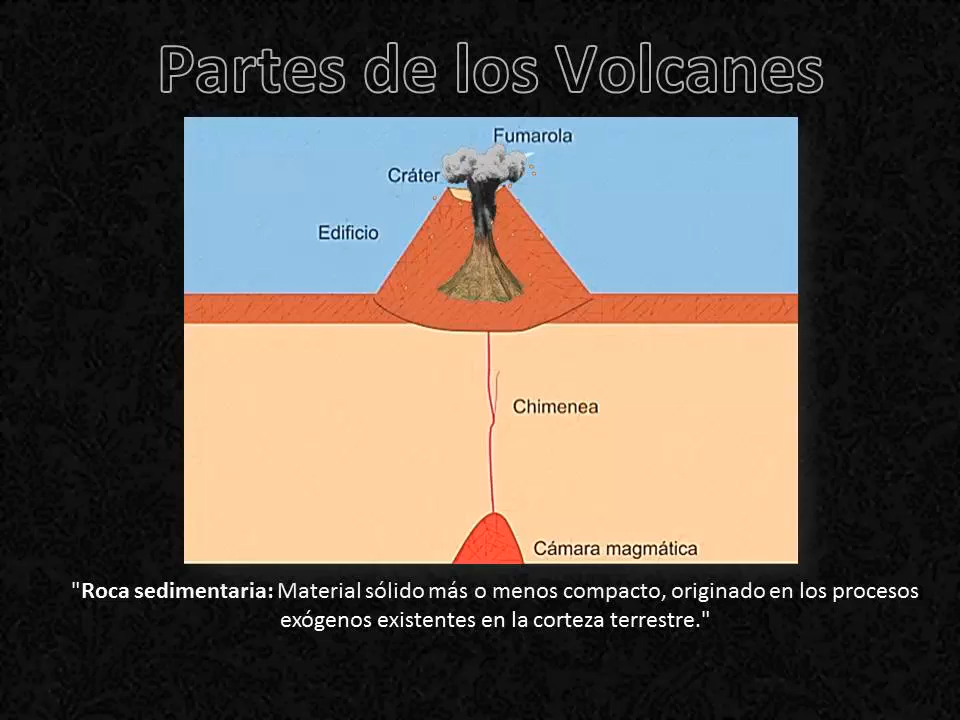 Partes de los Volcanes
Fumarola
Cráter
Edificio
Chimenea
Cámara magmática
"Roca sedimentaria: Material sólido más o menos compacto, originado en los procesos
exógenos existentes en la corteza terrestre."